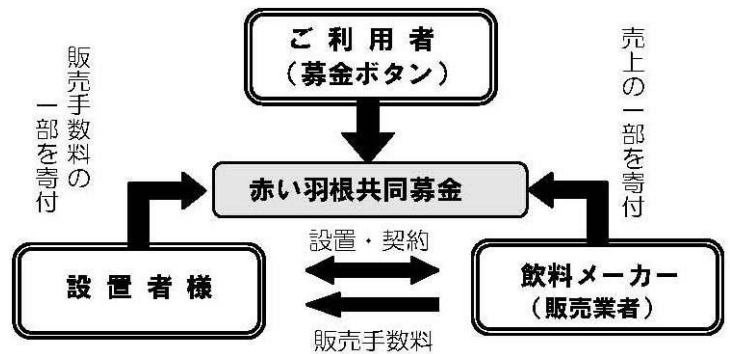 ご利用者
（募金ボタン）
販売手数料の
一部を寄付
売上の一部を寄付
赤い羽根共同募金
設置・契約
設置者様
飲料メーカー
（販売業者）
販売手数料